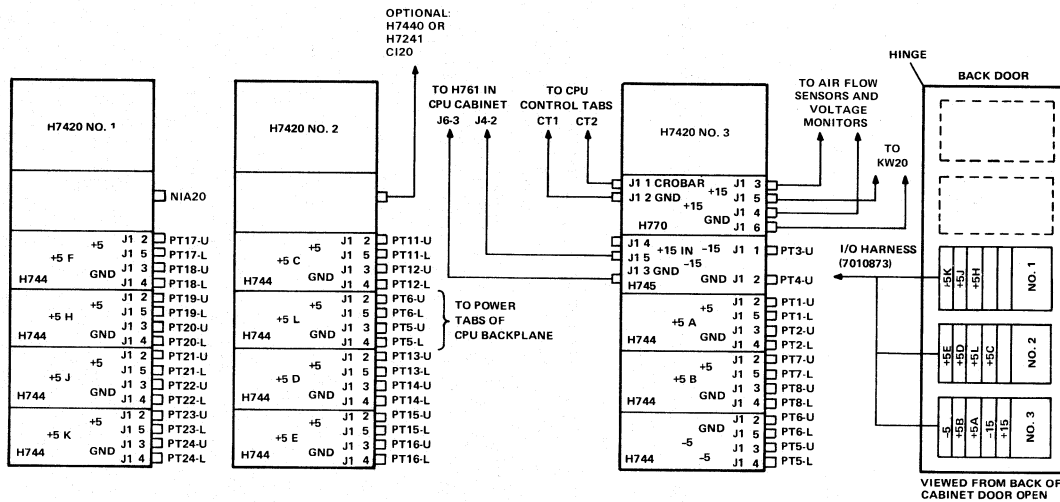 OPTIONAL:
H7440 OR
H7241
CI20
TO H761 IN
CPU CABINET
J6-3 J4-2
TO CPU
CONTROL TABS
CT1 CT2
TO AIR FLOW
SENSORS AND
VOLTAGE
MONITORS
TO
KW20
HINGE
BACK DOOR
H7420 NO. 1
NIA20
+5 J1 2 PT17-U
+5 F J1 5 PT17-L
GND J1 3 PT18-U
H744 J1 4 PT18-L
+5 J1 2 PT19-U
+5 H J1 5 PT19-L
GND J1 3 PT20-U
H744 J1 4 PT20-L
+5 J1 2 PT21-U
+5 J J1 5 PT21-L
GND J1 3 PT22-U
H744 J1 4 PT22-L
+5 J1 2 PT23-U
+5 K J1 5 PT23-L
GND J1 3 PT24-U
H744 J1 4 PT24-L
H7420 NO. 2
+5 J1 2 PT11-U
+5 C J1 5 PT11-L
GND J1 3 PT12-U
H744 J1 4 PT12-L
+5 J1 2 PT6-U
+5 L J1 5 PT6-L
GND J1 3 PT5-U
H744 J1 4 PT5-L
TO POWER
TABS OF
CPU BACKPLANE
+5 J1 2 PT13-U
+5 D J1 5 PT13-L
GND J1 3 PT14-U
H744 J1 4 PT14-L
+5 J1 2 PT15-U
+5 E J1 5 PT15-L
GND J1 3 PT16-U
H744 J1 4 PT16-L
H7420 NO. 3
J1 1 CROBAR J1 3
J1 2 GND +15 J1 5
+15 J1 4
H770 GND J1 6
J1 4
J1 5 +15 IN -15 J1 1 PT3-U
J1 3 GND -15
H745 GND J1 2 PT4-U
+5 J1 2 PT1-U
+5 A J1 5 PT1-L
GND J1 3 PT2-U
H744 J1 4 PT2-L
+5 J1 2 PT7-U
+5 B J1 5 PT7-L
GND J1 3 PT8-U
H744 J1 4 PT8-L
J1 2 PT6-U
GND J1 5 PT6-L
-5 J1 3 PT5-U
H744 -5 J1 4 PT5-L
I/O HARNESS
(7010873)
+5K +5J +5H NO. 1
+5E +5D +5L +5C NO. 2
-5 +5B +5A -15 +15 NO. 3
VIEWED FROM BACK OF
CABINET DOOR OPEN